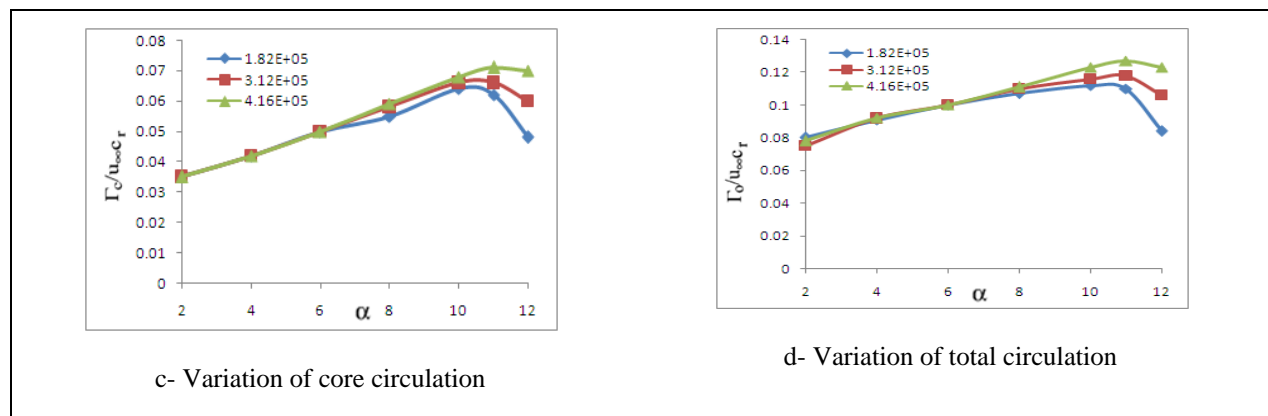 0.08
0.07
0.06
0.05
0.04
0.03
0.02
0.01
0
Γc/u∞cr
1.82E+05
3.12E+05
4.16E+05
2 4 6 8 10 12
α
c- Variation of core circulation
0.14
0.12
0.1
0.08
0.06
0.04
0.02
0
Γo/u∞cr
1.82E+05
3.12E+05
4.16E+05
2 4 6 8 10 12
α
d- Variation of total circulation